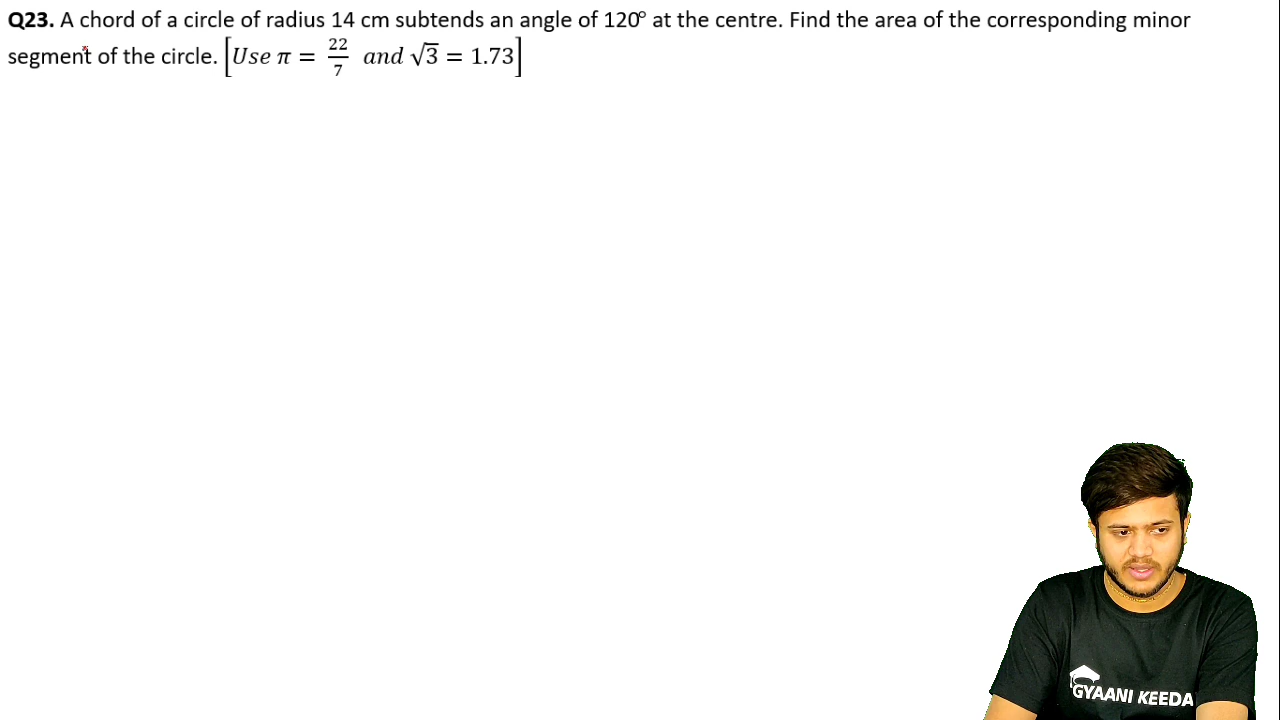 Q23. A chord of a circle of radius 14 cm subtends an angle of 120° at the centre. Find the area of the corresponding minor
segment of the circle. [Use π = 22/7 and √3 = 1.73]
GYAANI KEEDA